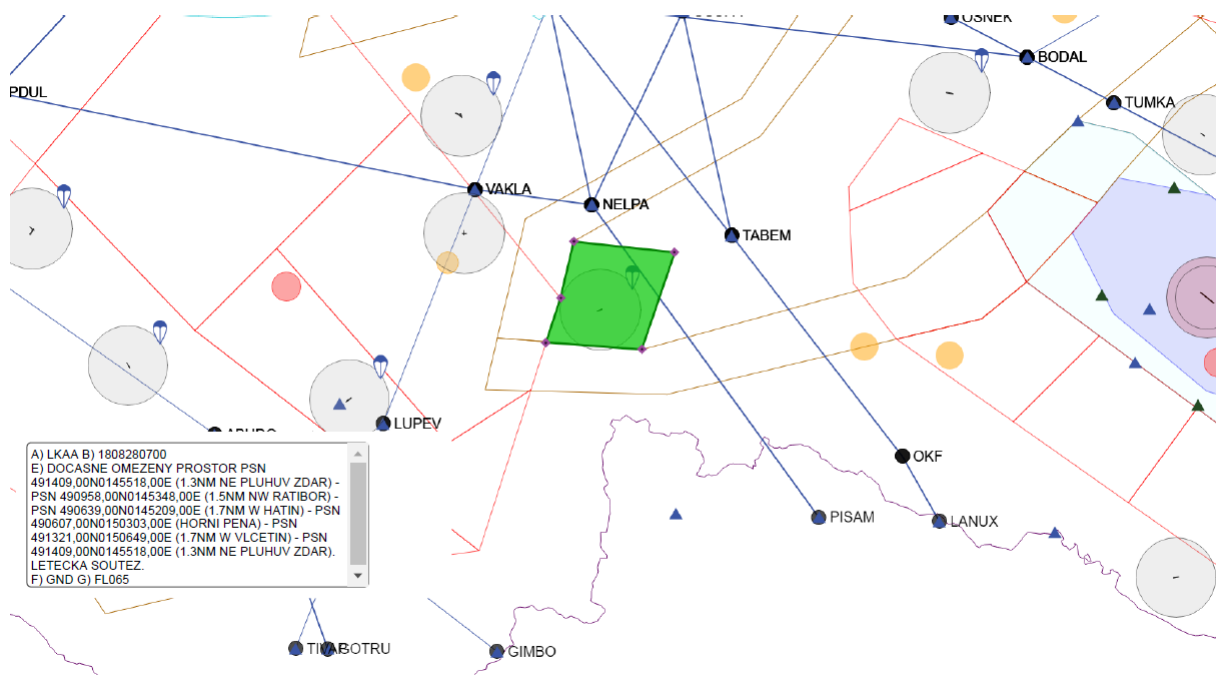 OSNEK
BODAL
PDUL
TUMKA
VAKLA
NELPA
TABEM
LUPEV
OKF
PISAM
LANUX
A) LKAA B) 1808280700
E) DOCASNE OMEZENY PROSTOR PSN
491409,00N0145518,00E (1.3NM NE PLUHUV ZDAR) -
PSN 490958,00N0145348,00E (1.5NM NW RATIBOR) -
PSN 490639,00N0145209,00E (1.7NM W HATIN) - PSN
490607,00N0150303,00E (HORNI PENA) - PSN
491321,00N0150649,00E (1.7NM W VLCETIN) - PSN
491409,00N0145518,00E (1.3NM NE PLUHUV ZDAR).
LETECKA SOUTEZ.
F) GND G) FL065
GOTRU
GIMBO